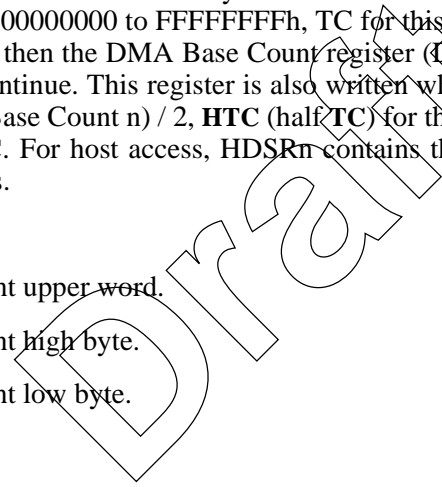 00000000 to FFFFFFFFh, TC for this
then the DMA Base Count register
ntinue. This register is also written wh
Base Count n) / 2, HTC (half TC) for th
C. For host access, HDSRn contains th
s.
nt upper word.
nt high byte.
nt low byte.
Draft